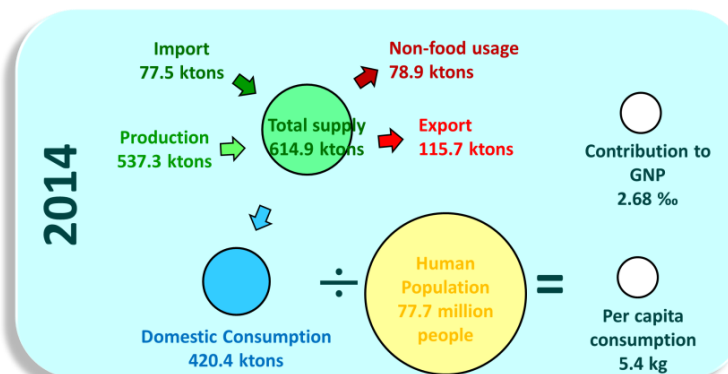 2014
Import
77.5 ktons
Production
537.3 ktons
Total supply
614.9 ktons
Non-food usage
78.9 ktons
Export
115.7 ktons
Contribution to
GNP
2.68 ‰
Domestic Consumption
420.4 ktons
÷
Human
Population
77.7 million
people
=
Per capita
consumption
5.4 kg